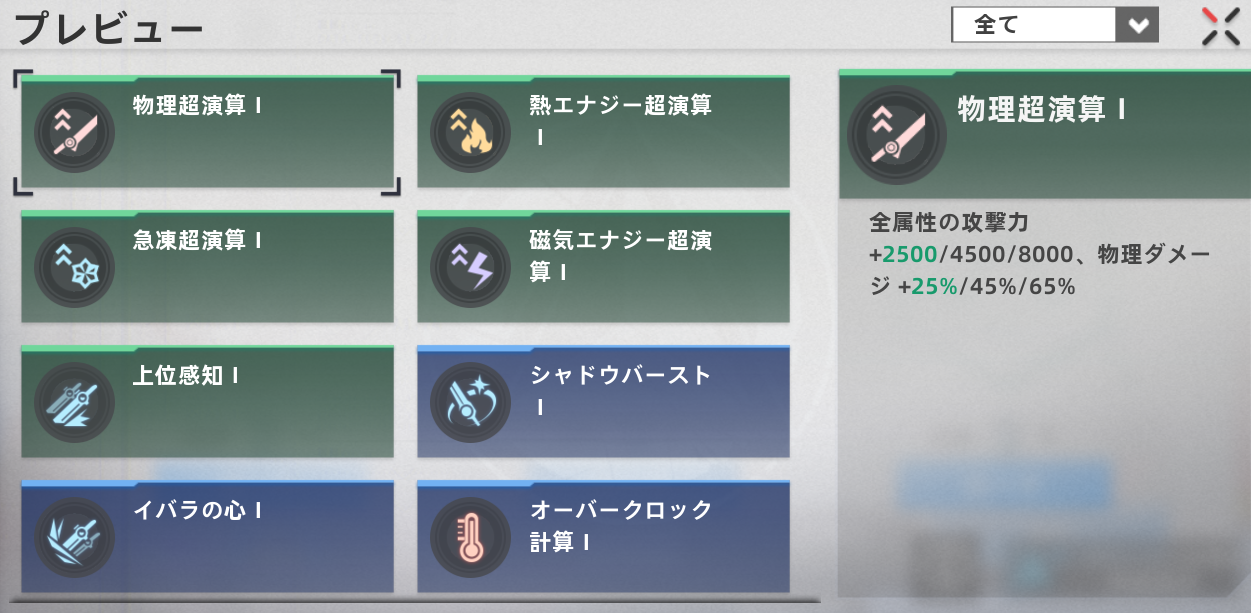 プレビュー
全て
物理超演算 I
熱エナジー超演算
I
急凍超演算 I
磁気エナジー超演
算 I
上位感知 I
シャドウバースト
I
イバラの心 I
オーバークロック
計算 I
物理超演算 I
全属性の攻撃力
+2500/4500/8000、物理ダメー
ジ +25%/45%/65%